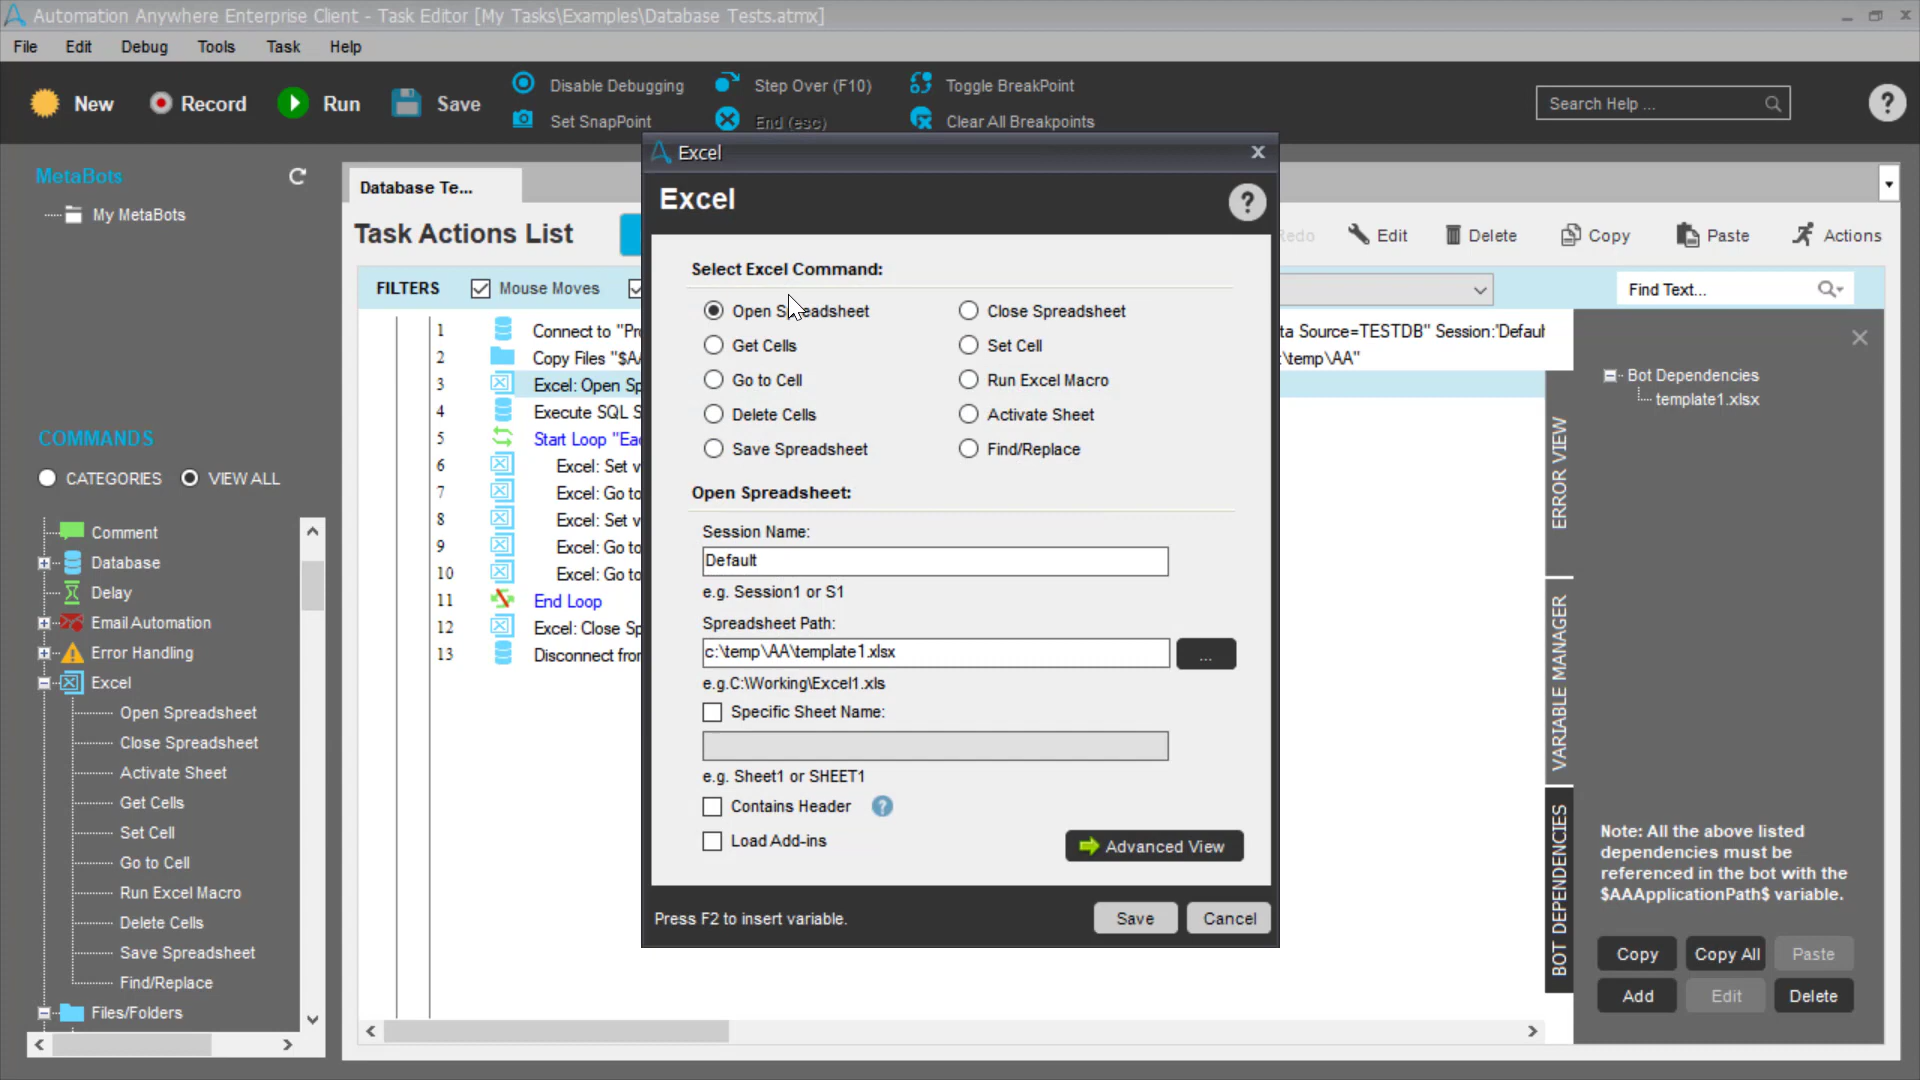 Automation Anywhere Enterprise Client - Task Editor [My Tasks\Examples\Database Tests.atmx]
File Edit Debug Tools Task Help
New Record Run Save
Disable Debugging Step Over (F10) Toggle BreakPoint
Set SnapPoint End (esc) Clear All Breakpoints
Search Help ...
MetaBots
My MetaBots
COMMANDS
CATEGORIES VIEW ALL
Comment
Database
Delay
Email Automation
Error Handling
Excel
Open Spreadsheet
Close Spreadsheet
Activate Sheet
Get Cells
Set Cell
Go to Cell
Run Excel Macro
Delete Cells
Save Spreadsheet
Find/Replace
Files/Folders
Database Te...
Task Actions List
Edit Delete Copy Paste Actions
FILTERS Mouse Moves
Find Text...
1 Connect to "Pr
ta Source=TESTDB" Session:'Default
2 Copy Files "$A
:\temp\AA"
3 Excel: Open Sp
4 Execute SQL S
5 Start Loop "Eac
6 Excel: Set v
7 Excel: Go to
8 Excel: Set v
9 Excel: Go to
10 Excel: Go to
11 End Loop
12 Excel: Close Sp
13 Disconnect from
Excel
Excel
Select Excel Command:
Open Spreadsheet Close Spreadsheet
Get Cells Set Cell
Go to Cell Run Excel Macro
Delete Cells Activate Sheet
Save Spreadsheet Find/Replace
Open Spreadsheet:
Session Name:
Default
e.g. Session1 or S1
Spreadsheet Path:
c:\temp\AA\template1.xlsx
...
e.g.C:\Working\Excel1.xls
Specific Sheet Name:
e.g. Sheet1 or SHEET1
Contains Header
Load Add-ins
Advanced View
Press F2 to insert variable.
Save Cancel
ERROR VIEW
VARIABLE MANAGER
BOT DEPENDENCIES
Bot Dependencies
template1.xlsx
Note: All the above listed
dependencies must be
referenced in the bot with the
$AAApplicationPath$ variable.
Copy Copy All Paste
Add Edit Delete